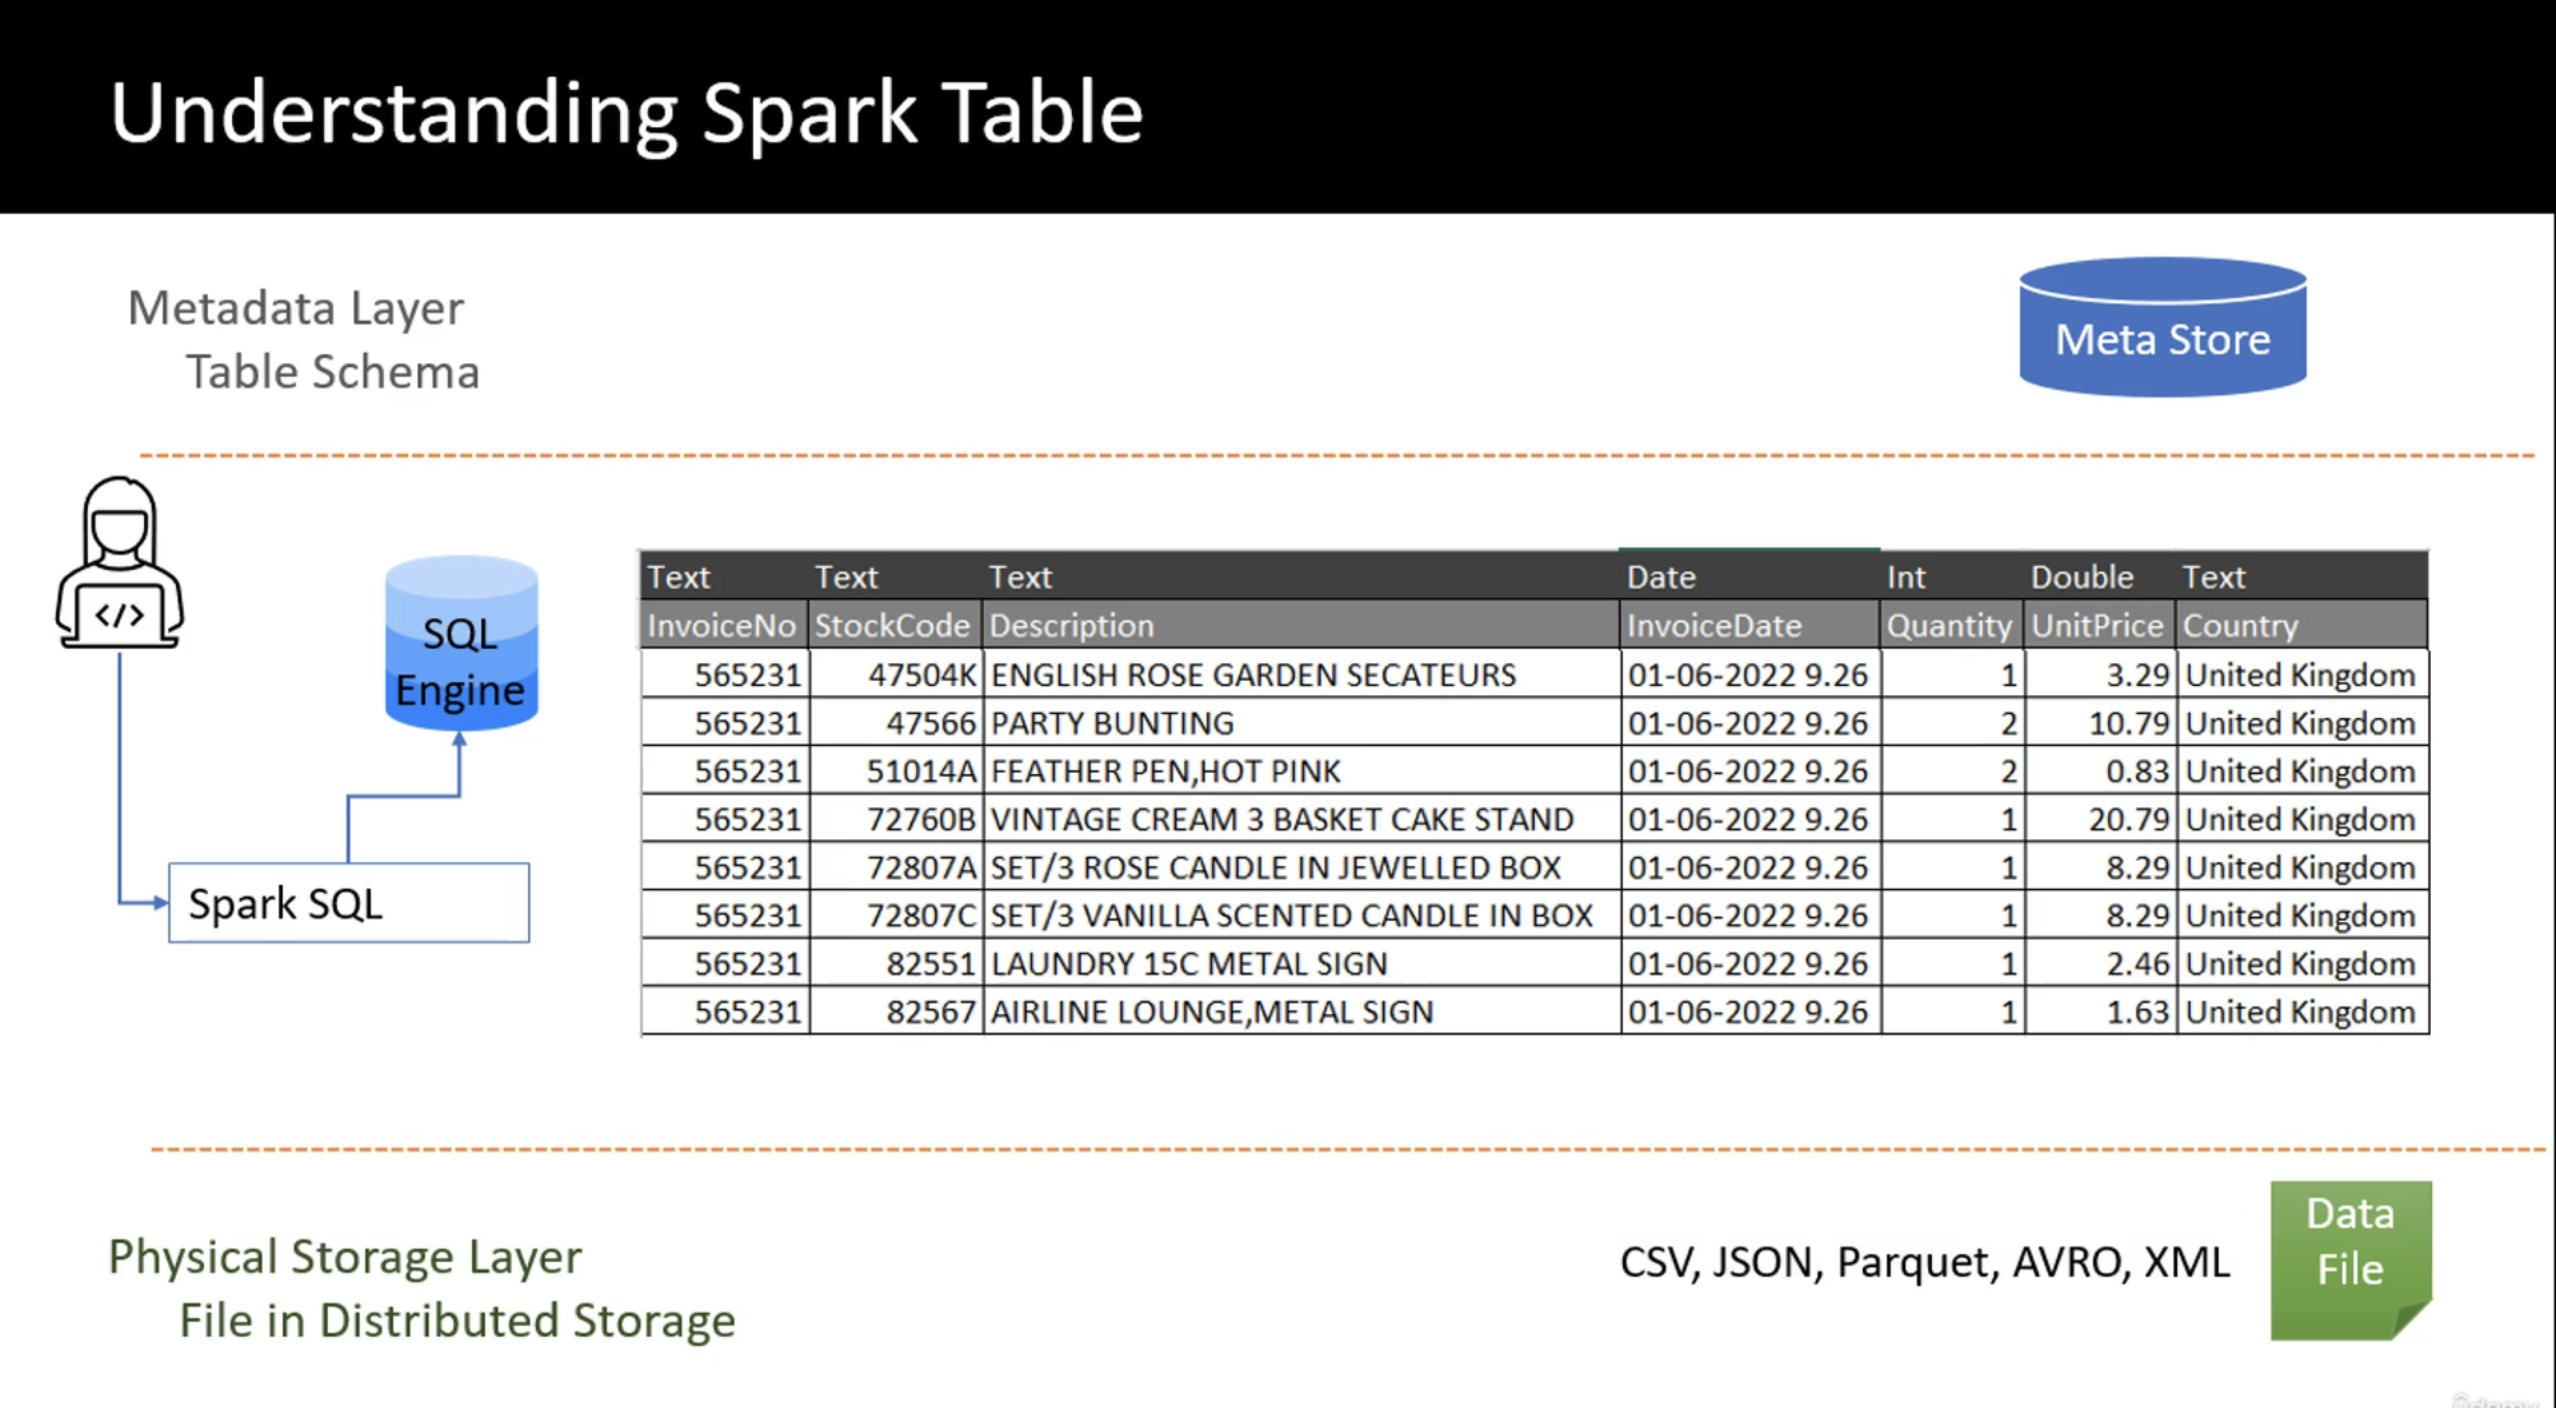 Understanding Spark Table
Metadata Layer
Table Schema
Meta Store
</>
SQL
Engine
Spark SQL
Text Text Text Date Int Double Text
InvoiceNo StockCode Description InvoiceDate Quantity UnitPrice Country
565231 47504K ENGLISH ROSE GARDEN SECATEURS 01-06-2022 9.26 1 3.29 United Kingdom
565231 47566 PARTY BUNTING 01-06-2022 9.26 2 10.79 United Kingdom
565231 51014A FEATHER PEN,HOT PINK 01-06-2022 9.26 2 0.83 United Kingdom
565231 72760B VINTAGE CREAM 3 BASKET CAKE STAND 01-06-2022 9.26 1 20.79 United Kingdom
565231 72807A SET/3 ROSE CANDLE IN JEWELLED BOX 01-06-2022 9.26 1 8.29 United Kingdom
565231 72807C SET/3 VANILLA SCENTED CANDLE IN BOX 01-06-2022 9.26 1 8.29 United Kingdom
565231 82551 LAUNDRY 15C METAL SIGN 01-06-2022 9.26 1 2.46 United Kingdom
565231 82567 AIRLINE LOUNGE,METAL SIGN 01-06-2022 9.26 1 1.63 United Kingdom
Physical Storage Layer
File in Distributed Storage
CSV, JSON, Parquet, AVRO, XML
Data
File